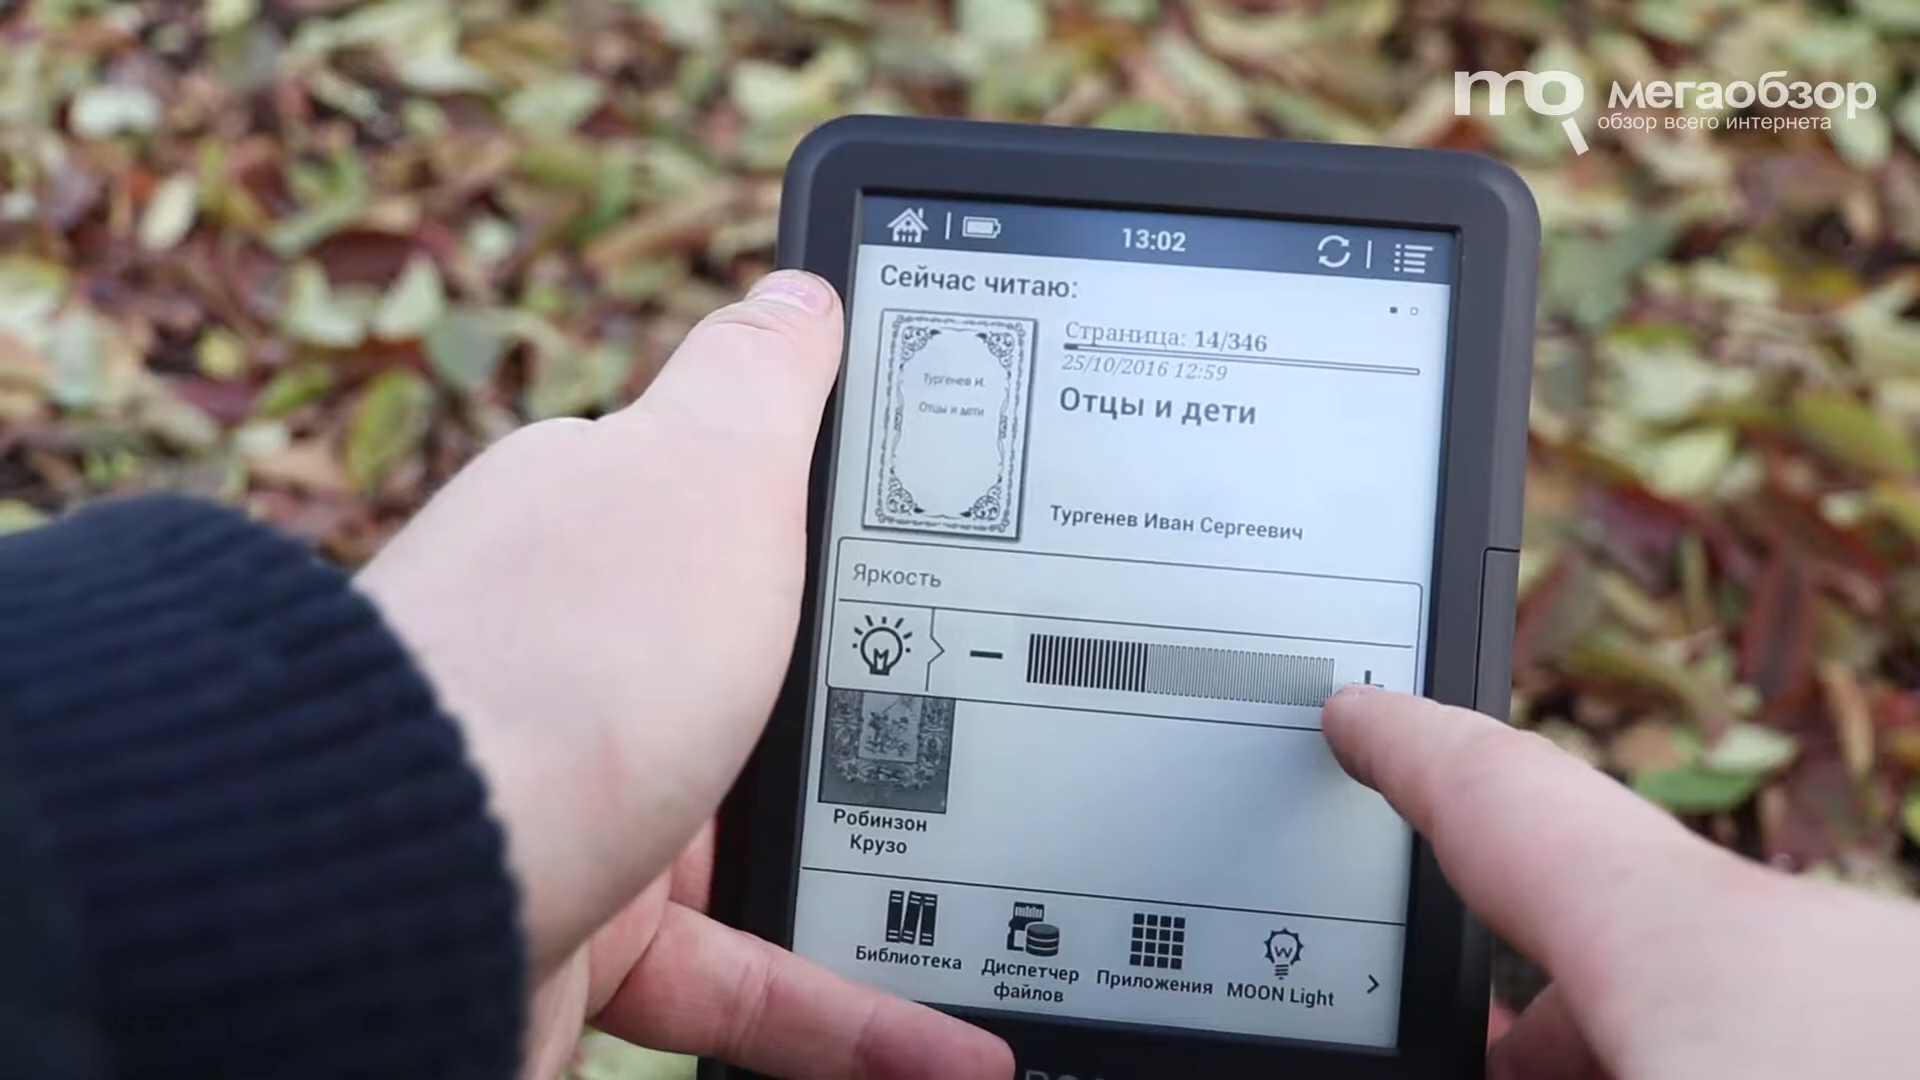 mo мегаобзор
обзор всего интернета
13:02
Сейчас читаю:
Страница: 14/346
25/10/2016 12:59
Отцы и дети
Тургенев И.
Отцы и дети
Тургенев Иван Сергеевич
Яркость
Робинзон
Крузо
Библиотека
Диспетчер
файлов
Приложения
MOON Light